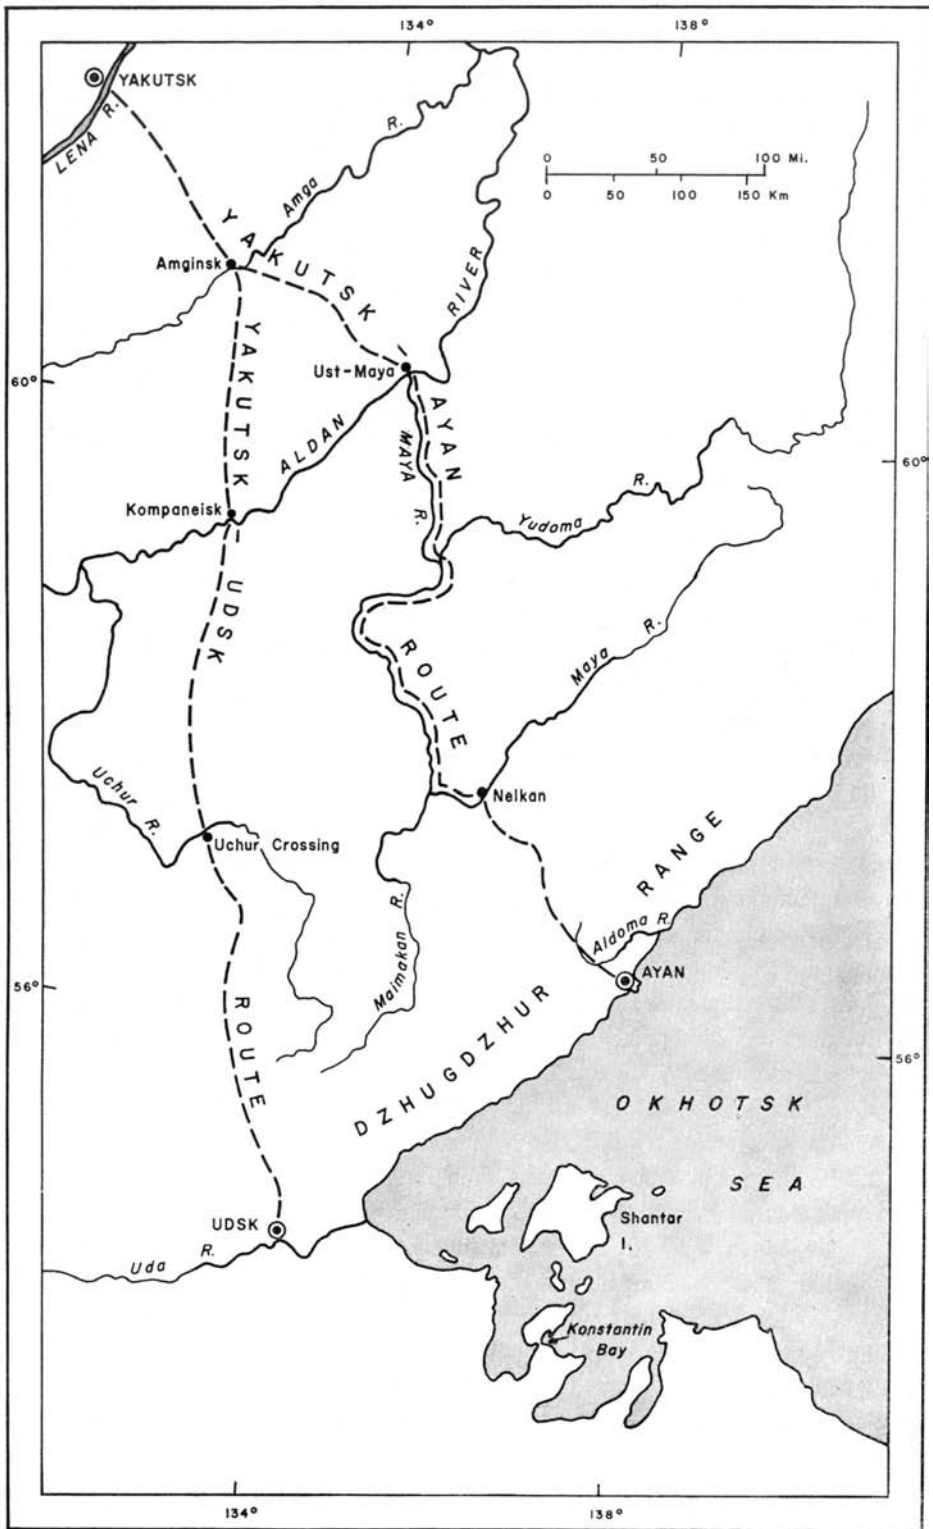 134°
138°
YAKUTSK
LENA R.
Amga R.
0 50 100 Mi.
0 50 100 150 Km
Amginsk
YAKUTSK - AYAN ROUTE
RIVER
YAKUTSK - UDSK ROUTE
Ust-Maya
60°
ALDAN
MAYA R.
60°
Kompaneisk
Yudoma R.
Maya R.
Uchur R.
Nelkan
Uchur Crossing
DZHUGDZHUR RANGE
Maimakan R.
Aldoma R.
AYAN
56°
56°
OKHOTSK
SEA
UDSK
Shantar
I.
Uda R.
Konstantin
Bay
134°
138°